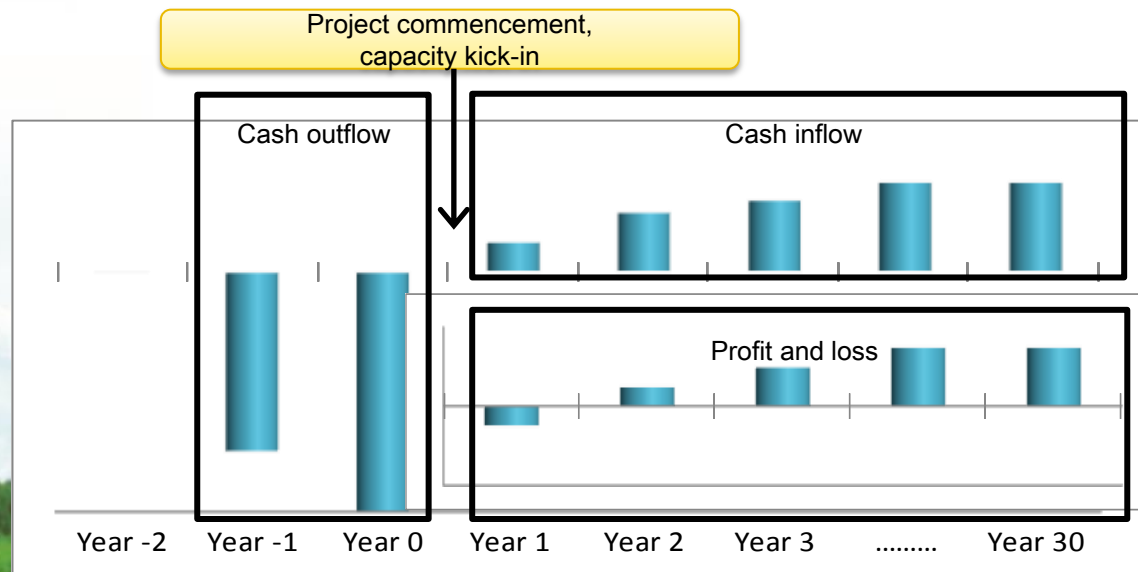 Project commencement,
capacity kick-in
Cash outflow
Cash inflow
Profit and loss
Year -2 Year -1 Year 0 Year 1 Year 2 Year 3 ......... Year 30